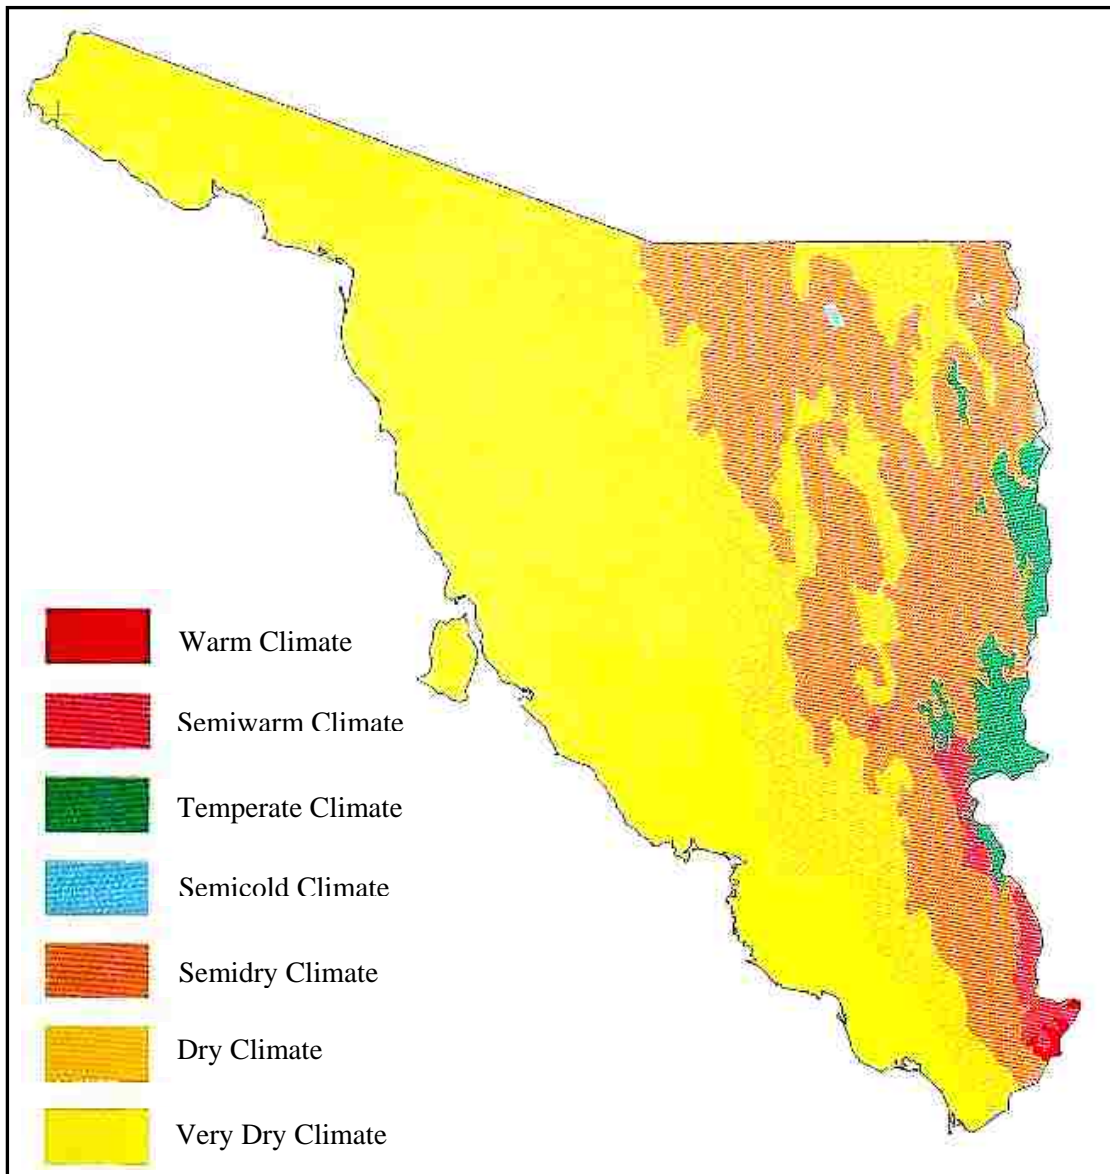 Warm Climate
Semiwarm Climate
Temperate Climate
Semicold Climate
Semidry Climate
Dry Climate
Very Dry Climate